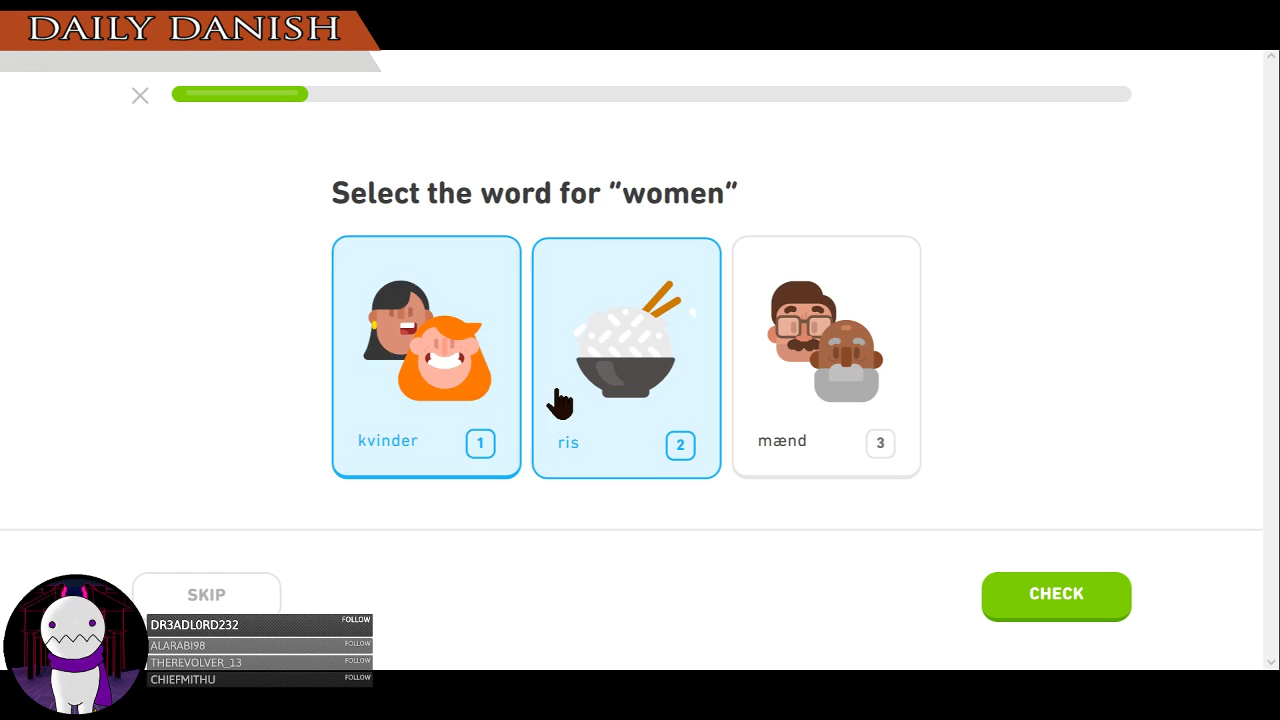 DAILY DANISH
Select the word for “women”
kvinder 1
ris 2
mænd 3
SKIP
CHECK
DR3ADL0RD232 FOLLOW
ALARABI98 FOLLOW
THEREVOLVER_13 FOLLOW
CHIEFMITHU FOLLOW